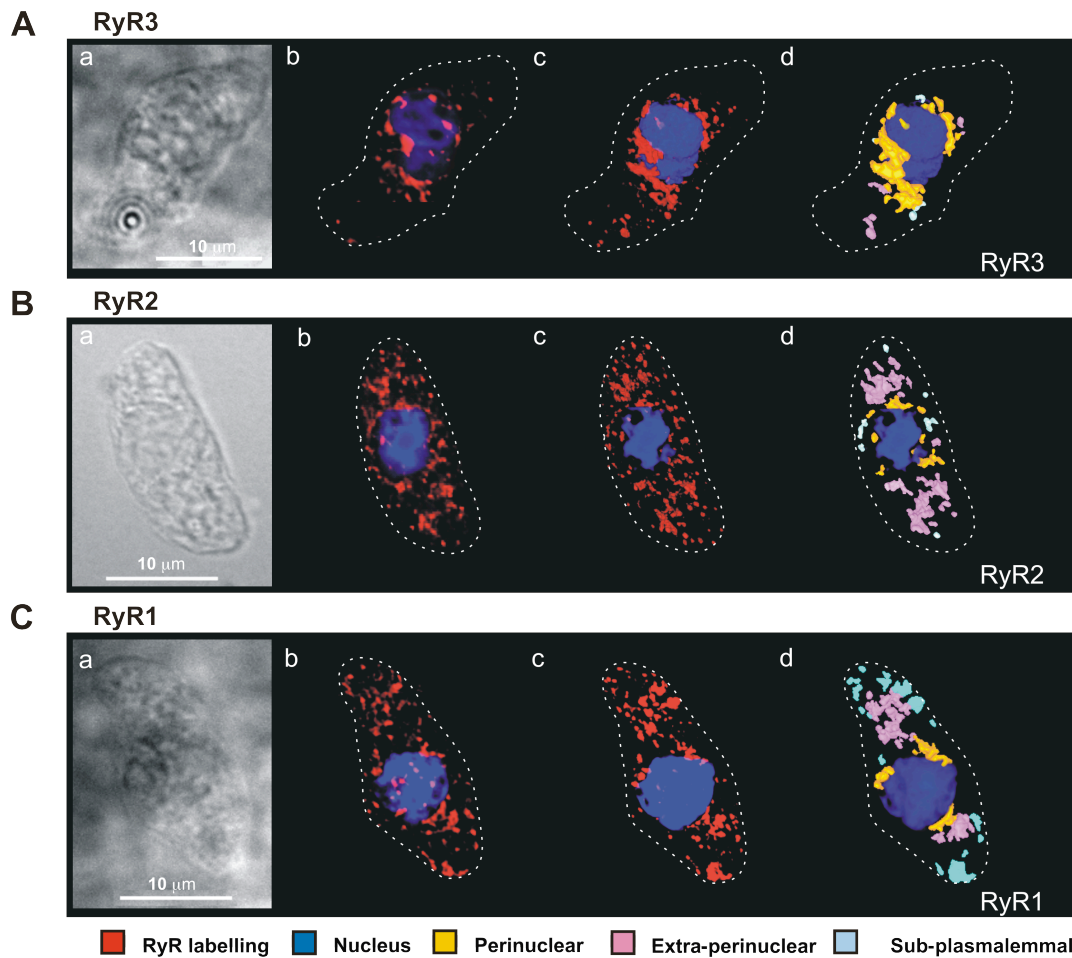 A RyR3
a b c d
10 µm
RyR3
B RyR2
a b c d
10 µm
RyR2
C RyR1
a b c d
10 µm
RyR1
RyR labelling Nucleus Perinuclear Extra-perinuclear Sub-plasmalemmal